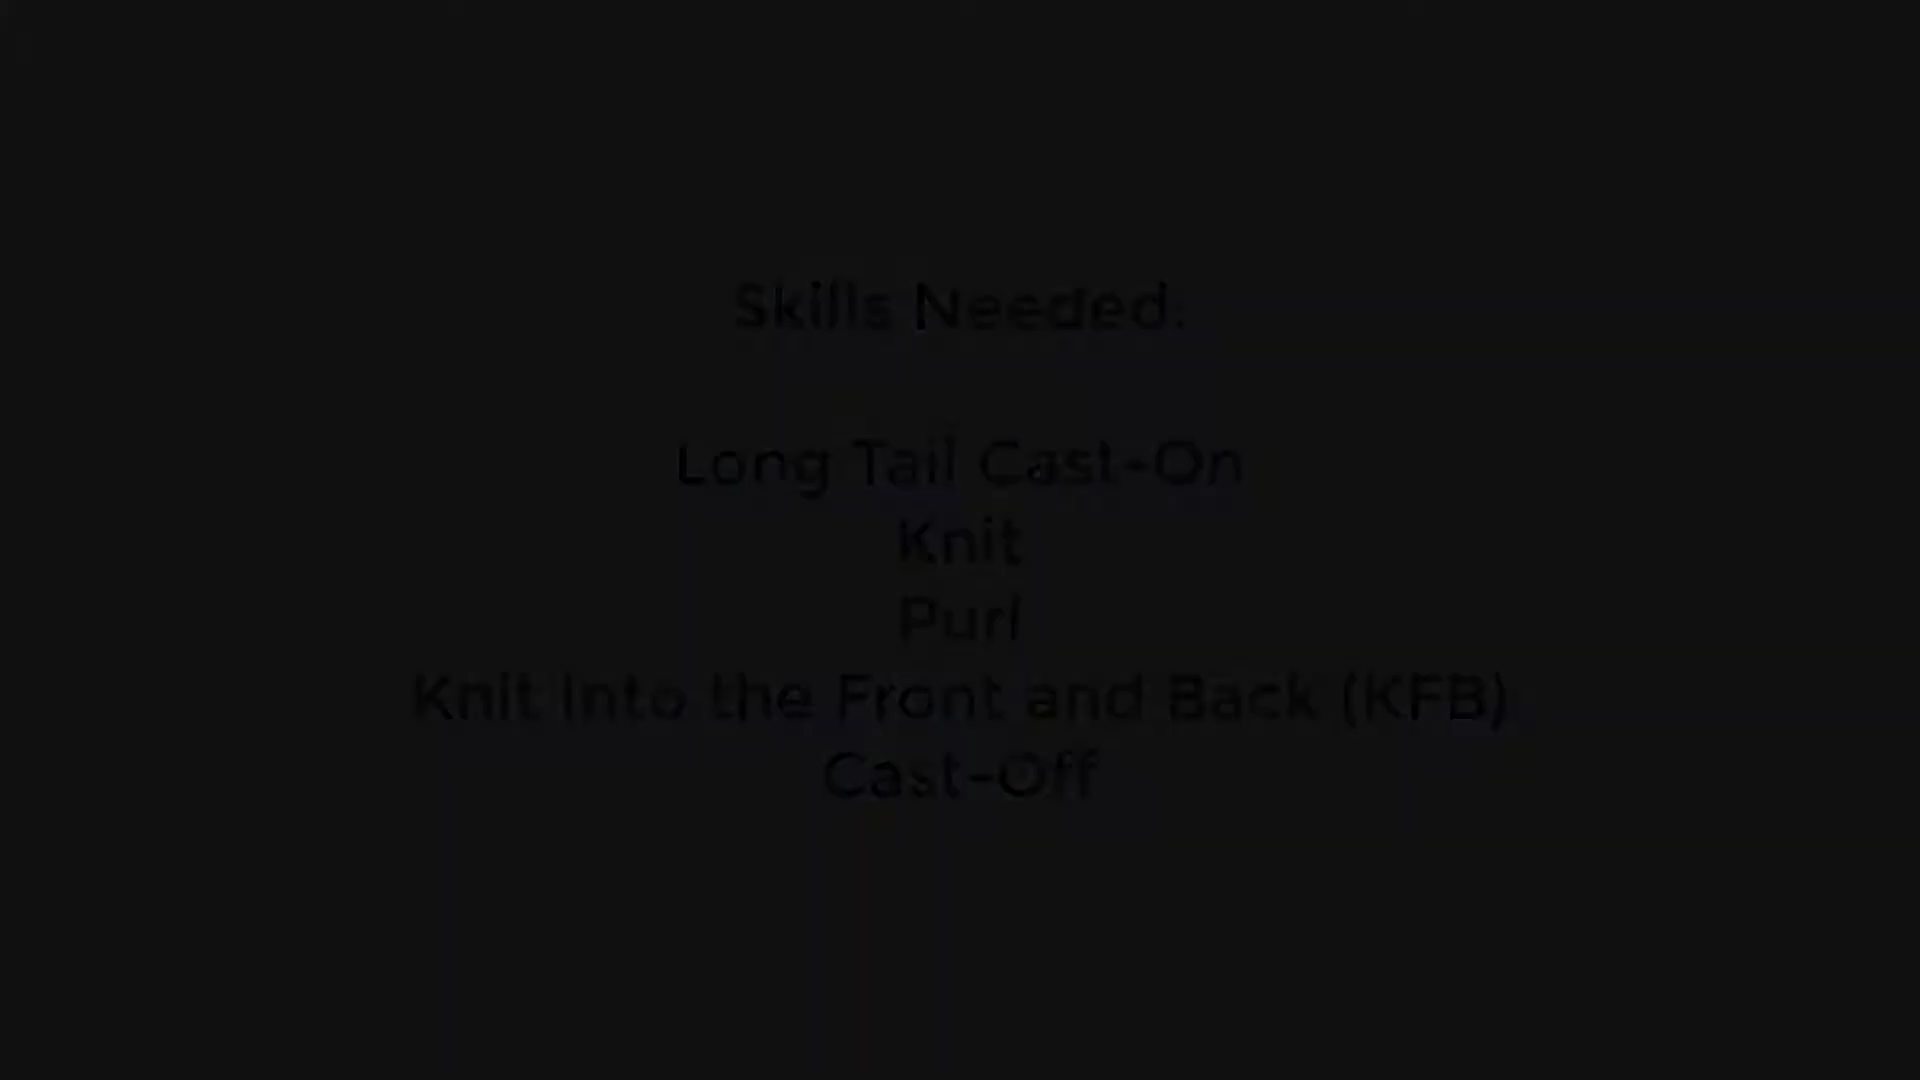 Skills Needed:
Long Tail Cast-On
Knit
Purl
Knit into the Front and Back (KFB)
Cast-Off